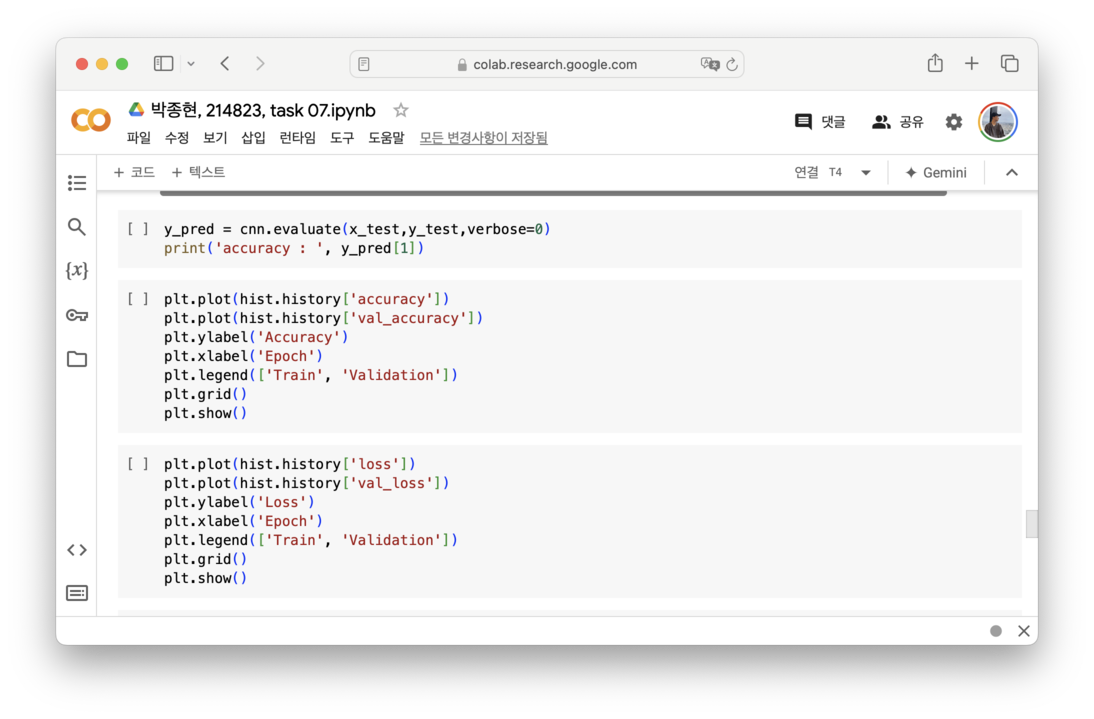 colab.research.google.com
박종현, 214823, task 07.ipynb
댓글 공유
파일 수정 보기 삽입 런타임 도구 도움말 모든 변경사항이 저장됨
+ 코드 + 텍스트 연결 T4 Gemini
[ ] y_pred = cnn.evaluate(x_test,y_test,verbose=0)
print('accuracy : ', y_pred[1])
{x}
[ ] plt.plot(hist.history['accuracy'])
plt.plot(hist.history['val_accuracy'])
plt.ylabel('Accuracy')
plt.xlabel('Epoch')
plt.legend(['Train', 'Validation'])
plt.grid()
plt.show()
[ ] plt.plot(hist.history['loss'])
plt.plot(hist.history['val_loss'])
plt.ylabel('Loss')
plt.xlabel('Epoch')
plt.legend(['Train', 'Validation'])
plt.grid()
plt.show()